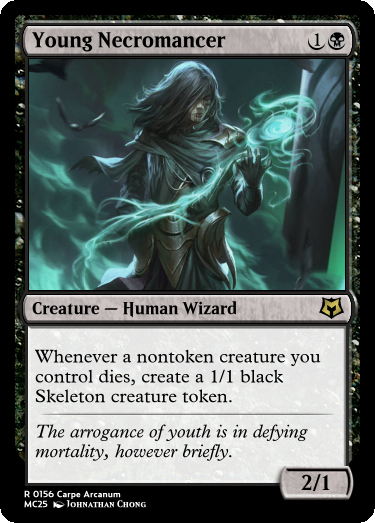 Young Necromancer 1
Creature — Human Wizard
Whenever a nontoken creature you
control dies, create a 1/1 black
Skeleton creature token.
The arrogance of youth is in defying
mortality, however briefly.
2/1
R 0156 Carpe Arcanum
MC25 Johnathan Chong